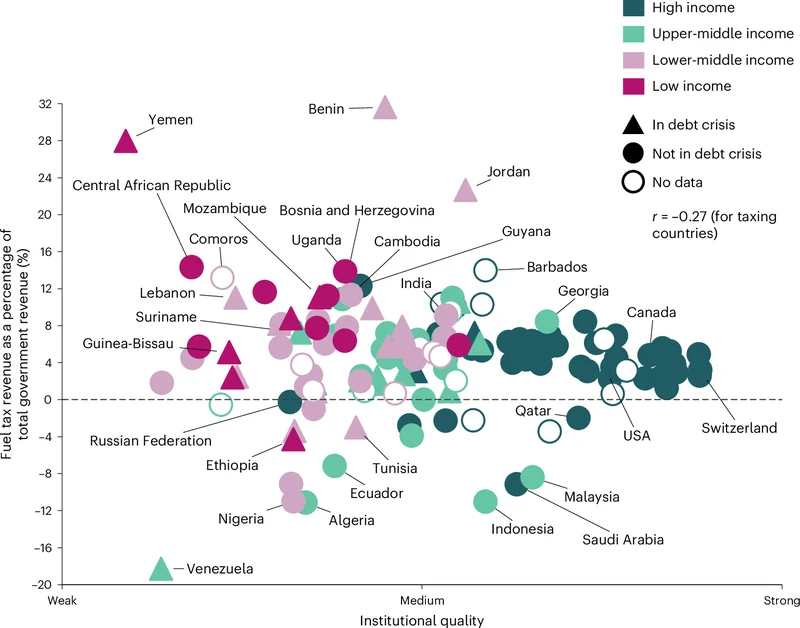 High income
Upper-middle income
Lower-middle income
Low income
In debt crisis
Not in debt crisis
No data
r = –0.27 (for taxing
countries)
Fuel tax revenue as a percentage of
total government revenue (%)
32
28
24
20
16
12
8
4
0
–4
–8
–12
–16
–20
Yemen
Benin
Central African Republic
Jordan
Mozambique
Bosnia and Herzegovina
Comoros
Uganda
Cambodia
Guyana
Barbados
Lebanon
India
Georgia
Suriname
Canada
Guinea-Bissau
Russian Federation
Qatar
USA
Switzerland
Ethiopia
Tunisia
Ecuador
Malaysia
Nigeria
Algeria
Indonesia
Saudi Arabia
Venezuela
Weak
Medium
Strong
Institutional quality